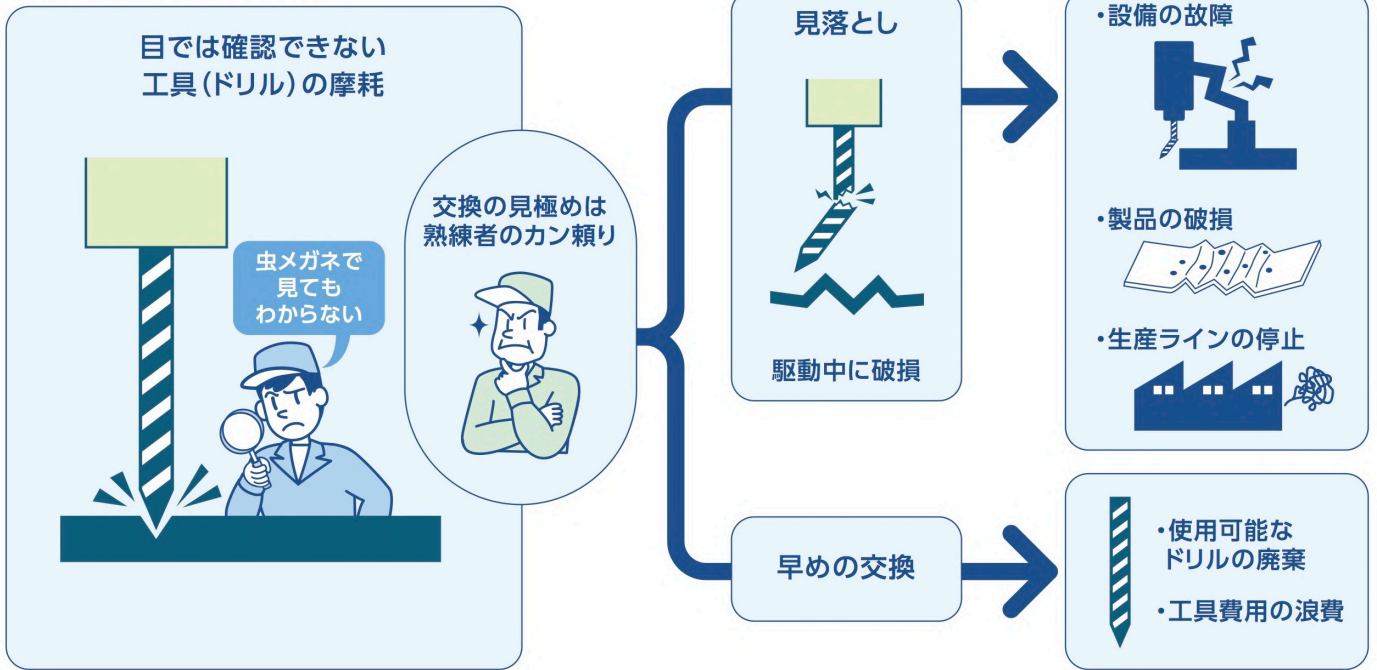 目では確認できない
工具(ドリル)の摩耗
虫メガネで
見ても
わからない
交換の見極めは
熟練者のカン頼り
見落とし
駆動中に破損
・設備の故障
・製品の破損
・生産ラインの停止
早めの交換
・使用可能な
ドリルの廃棄
・工具費用の浪費